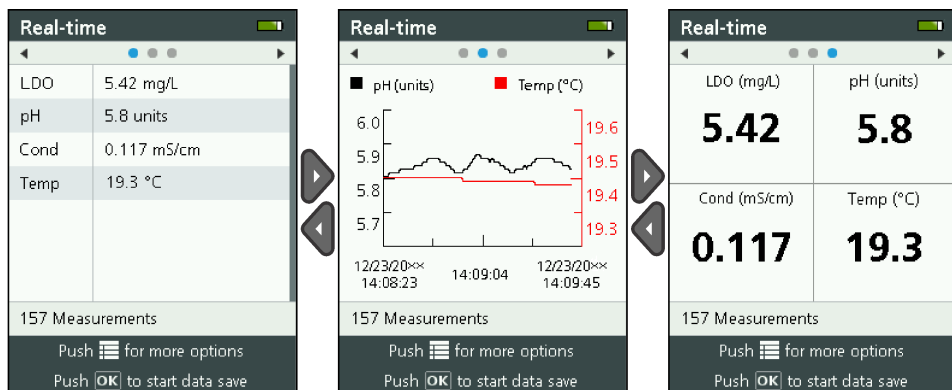 Real-time
LDO 5.42 mg/L
pH 5.8 units
Cond 0.117 mS/cm
Temp 19.3 °C
157 Measurements
Push for more options
Push OK to start data save
Real-time
pH (units) Temp (°C)
6.0 19.6
5.9 19.5
5.8 19.4
5.7 19.3
12/23/20×× 14:09:04 12/23/20××
14:08:23 14:09:45
157 Measurements
Push for more options
Push OK to start data save
Real-time
LDO (mg/L) pH (units)
5.42 5.8
Cond (mS/cm) Temp (°C)
0.117 19.3
157 Measurements
Push for more options
Push OK to start data save